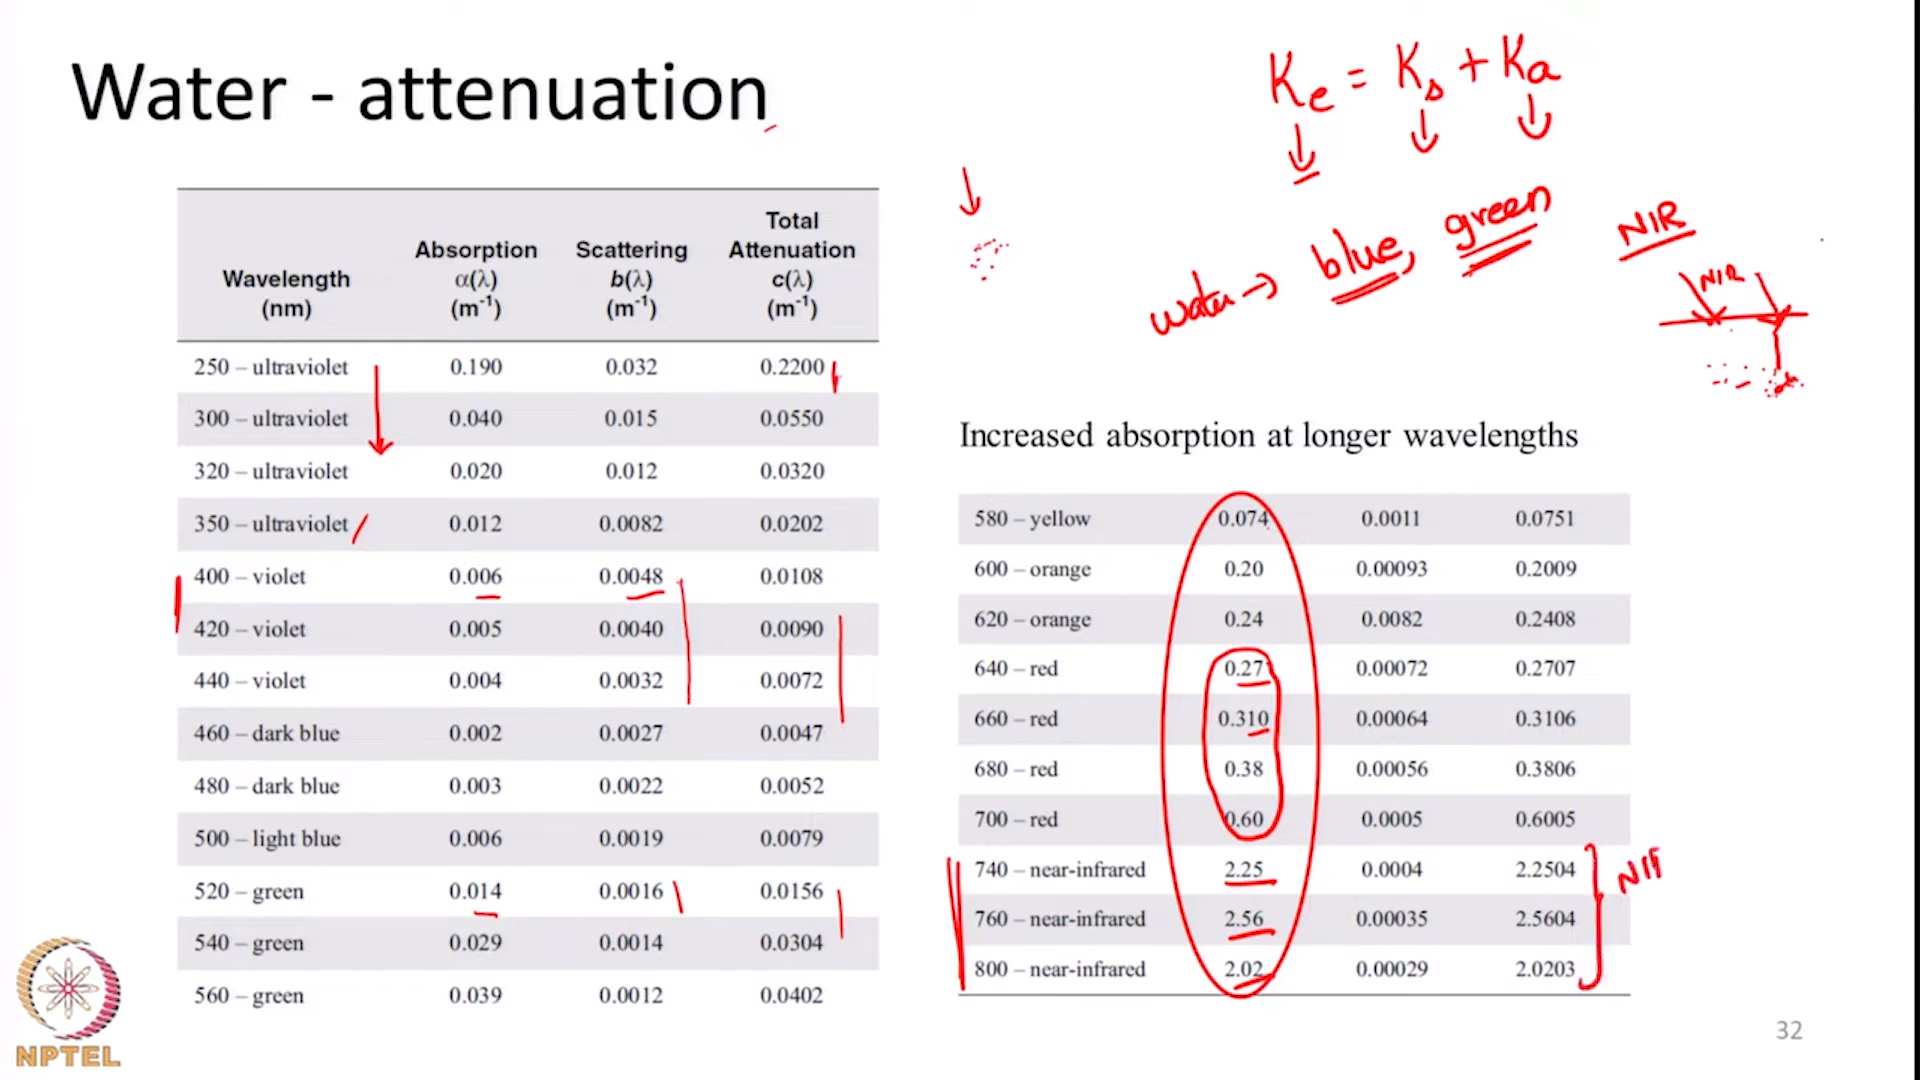 Water - attenuation
Ke = Ks + Ka
water → blue, green
NIR
NIR
Wavelength (nm) Absorption α(λ) (m-1) Scattering b(λ) (m-1) Total Attenuation c(λ) (m-1)
250 – ultraviolet 0.190 0.032 0.2200
300 – ultraviolet 0.040 0.015 0.0550
320 – ultraviolet 0.020 0.012 0.0320
350 – ultraviolet 0.012 0.0082 0.0202
400 – violet 0.006 0.0048 0.0108
420 – violet 0.005 0.0040 0.0090
440 – violet 0.004 0.0032 0.0072
460 – dark blue 0.002 0.0027 0.0047
480 – dark blue 0.003 0.0022 0.0052
500 – light blue 0.006 0.0019 0.0079
520 – green 0.014 0.0016 0.0156
540 – green 0.029 0.0014 0.0304
560 – green 0.039 0.0012 0.0402
Increased absorption at longer wavelengths
580 – yellow 0.074 0.0011 0.0751
600 – orange 0.20 0.00093 0.2009
620 – orange 0.24 0.0082 0.2408
640 – red 0.27 0.00072 0.2707
660 – red 0.310 0.00064 0.3106
680 – red 0.38 0.00056 0.3806
700 – red 0.60 0.0005 0.6005
740 – near-infrared 2.25 0.0004 2.2504
760 – near-infrared 2.56 0.00035 2.5604
800 – near-infrared 2.02 0.00029 2.0203
NIR
NPTEL
32